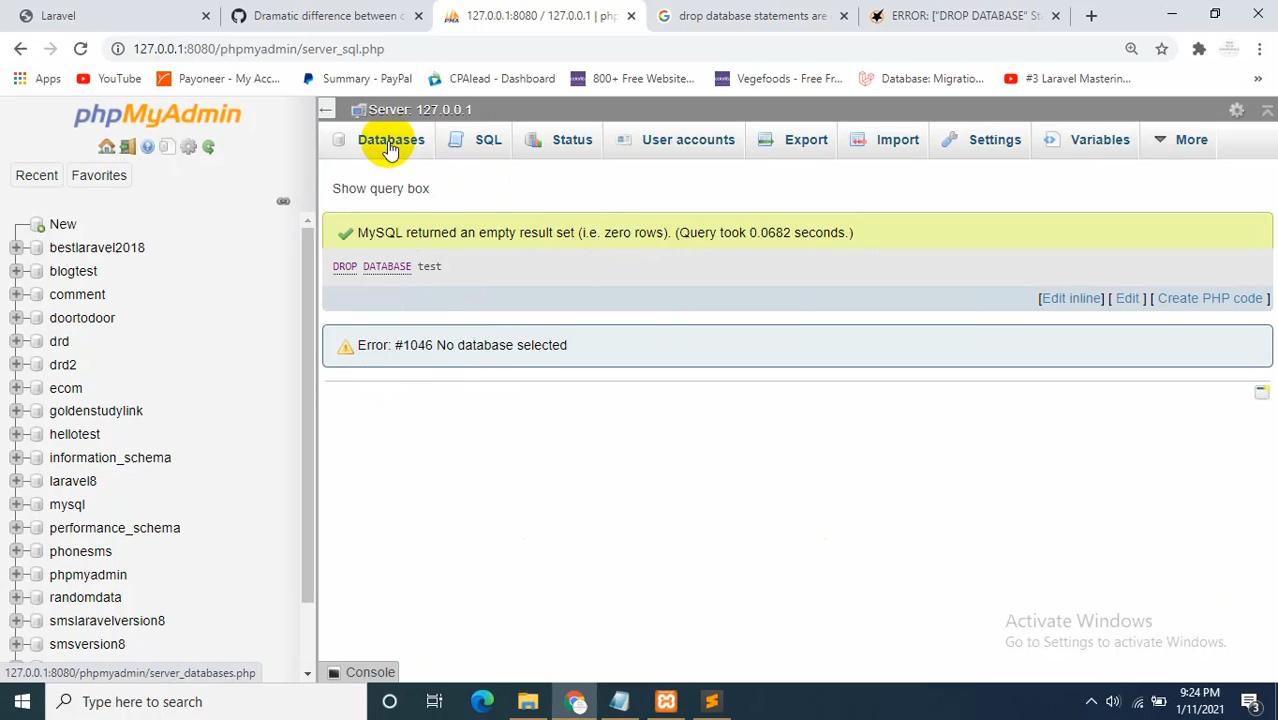 Laravel
Dramatic difference between c
127.0.0.1:8080 / 127.0.0.1 | php
drop database statements are
ERROR: ["DROP DATABASE" St
127.0.0.1:8080/phpmyadmin/server_sql.php
Apps
YouTube
Payoneer - My Acc...
Summary - PayPal
CPAlead - Dashboard
800+ Free Website...
Vegefoods - Free Fr...
Database: Migratio...
#3 Laravel Masterin...
phpMyAdmin
Server: 127.0.0.1
Databases
SQL
Status
User accounts
Export
Import
Settings
Variables
More
Recent
Favorites
Show query box
New
bestlaravel2018
blogtest
comment
doortodoor
drd
drd2
ecom
goldenstudylink
hellotest
information_schema
laravel8
mysql
performance_schema
phonesms
phpmyadmin
randomdata
smslaravelversion8
smsversion8
MySQL returned an empty result set (i.e. zero rows). (Query took 0.0682 seconds.)
DROP DATABASE test
[Edit inline] [ Edit ] [ Create PHP code ]
Error: #1046 No database selected
Activate Windows
Go to Settings to activate Windows.
127.0.0.1:8080/phpmyadmin/server_databases.php
Console
Type here to search
9:24 PM
1/11/2021
3